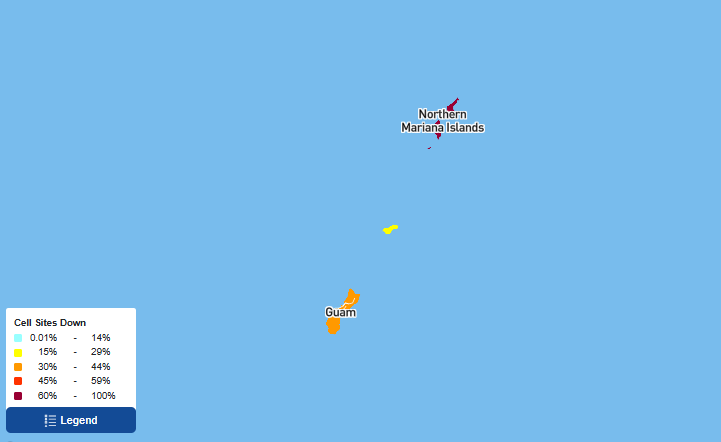 Northern
Mariana Islands
Guam
Cell Sites Down
0.01% - 14%
15% - 29%
30% - 44%
45% - 59%
60% - 100%
Legend